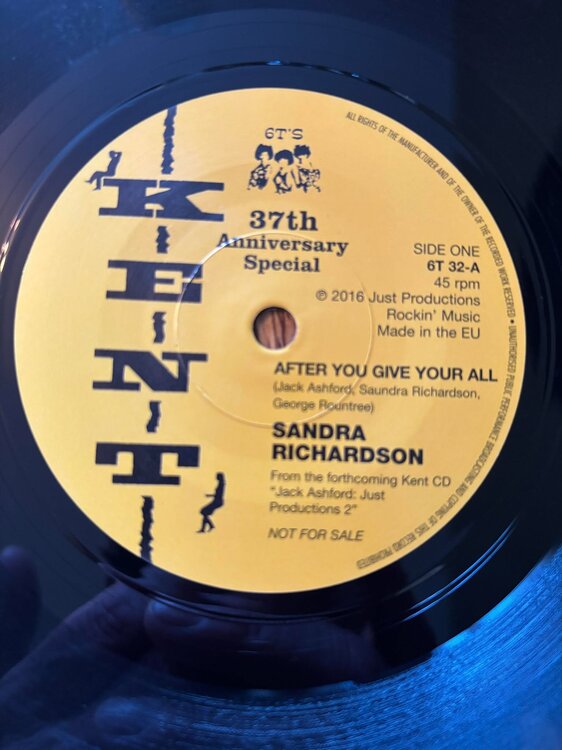 6T'S
KENT
37th
Anniversary
Special
SIDE ONE
6T 32-A
45 rpm
℗ 2016 Just Productions
Rockin' Music
Made in the EU
AFTER YOU GIVE YOUR ALL
(Jack Ashford, Saundra Richardson,
George Rountree)
SANDRA
RICHARDSON
From the forthcoming Kent CD
"Jack Ashford: Just
Productions 2"
NOT FOR SALE
ALL RIGHTS OF THE MANUFACTURER AND OF THE OWNER OF THE RECORDED WORK RESERVED • UNAUTHORISED PUBLIC PERFORMANCE BROADCASTING AND COPYING OF THIS RECORD PROHIBITED